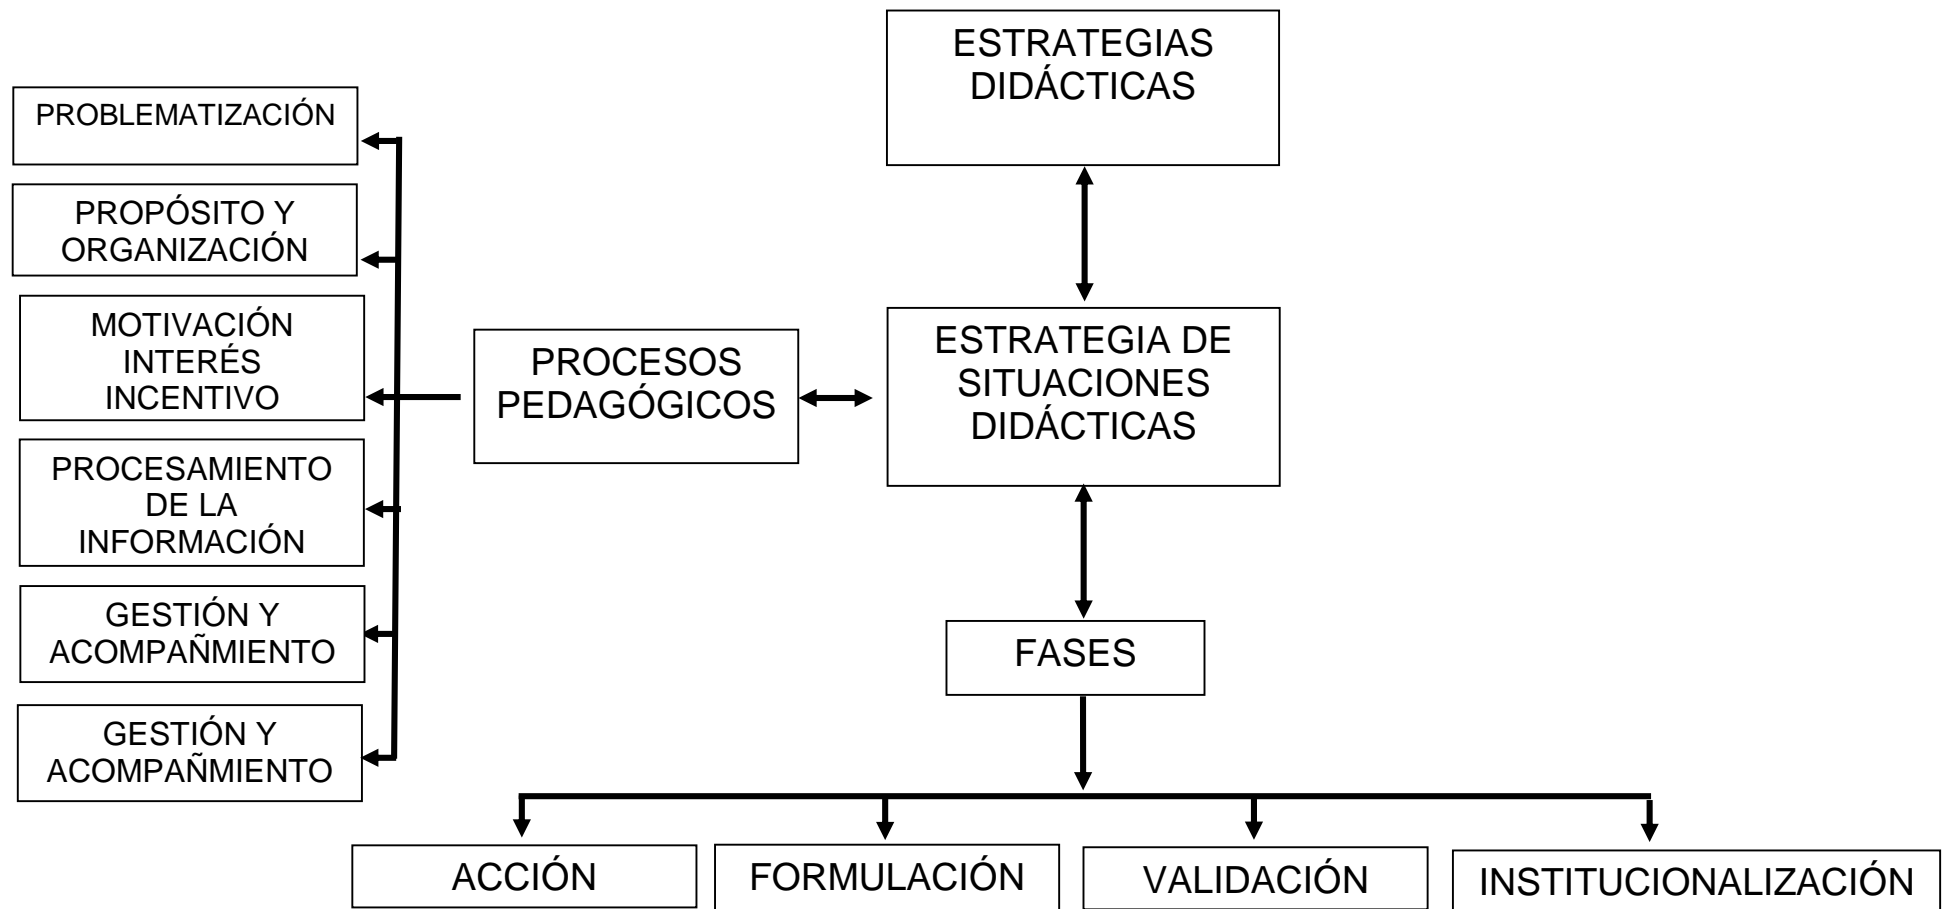 ESTRATEGIAS
DIDÁCTICAS
PROBLEMATIZACIÓN
PROPÓSITO Y
ORGANIZACIÓN
MOTIVACIÓN
INTERÉS
INCENTIVO
PROCESAMIENTO
DE LA
INFORMACIÓN
GESTIÓN Y
ACOMPAÑMIENTO
GESTIÓN Y
ACOMPAÑMIENTO
PROCESOS
PEDAGÓGICOS
ESTRATEGIA DE
SITUACIONES
DIDÁCTICAS
FASES
ACCIÓN
FORMULACIÓN
VALIDACIÓN
INSTITUCIONALIZACIÓN